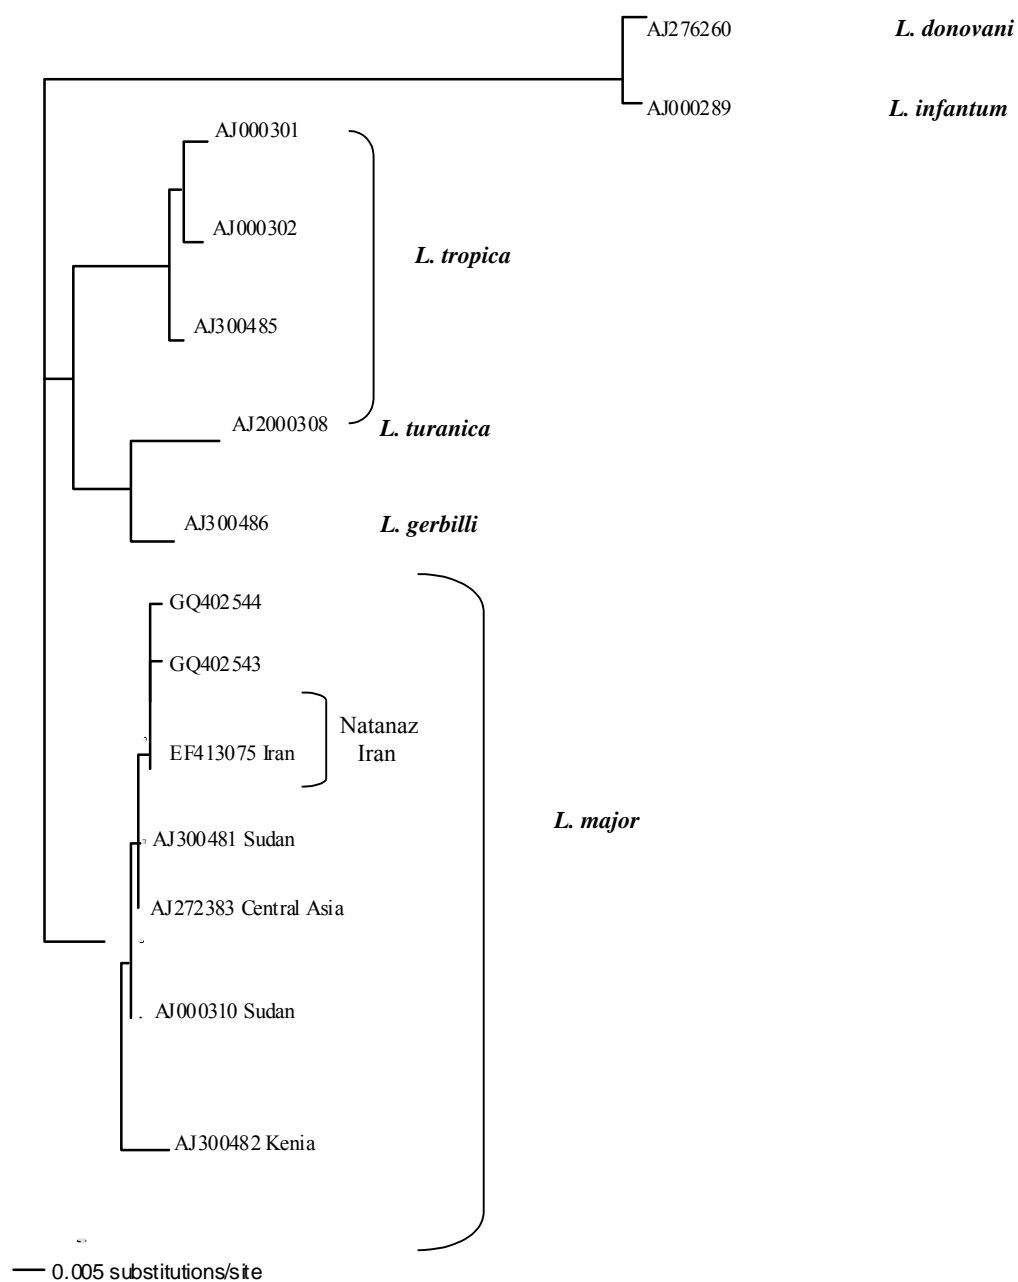 AJ276260 L. donovani
AJ000289 L. infantum
AJ000301
AJ000302
L. tropica
AJ300485
AJ2000308 L. turanica
AJ300486 L. gerbilli
GQ402544
GQ402543
Natanaz
EF413075 Iran Iran
L. major
AJ300481 Sudan
AJ272383 Central Asia
AJ000310 Sudan
AJ300482 Kenia
0.005 substitutions/site